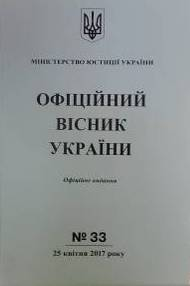 МІНІСТЕРСТВО ЮСТИЦІЇ УКРАЇНИ
ОФІЦІЙНИЙ
ВІСНИК
УКРАЇНИ
Офіційне видання
№ 33
25 квітня 2017 року